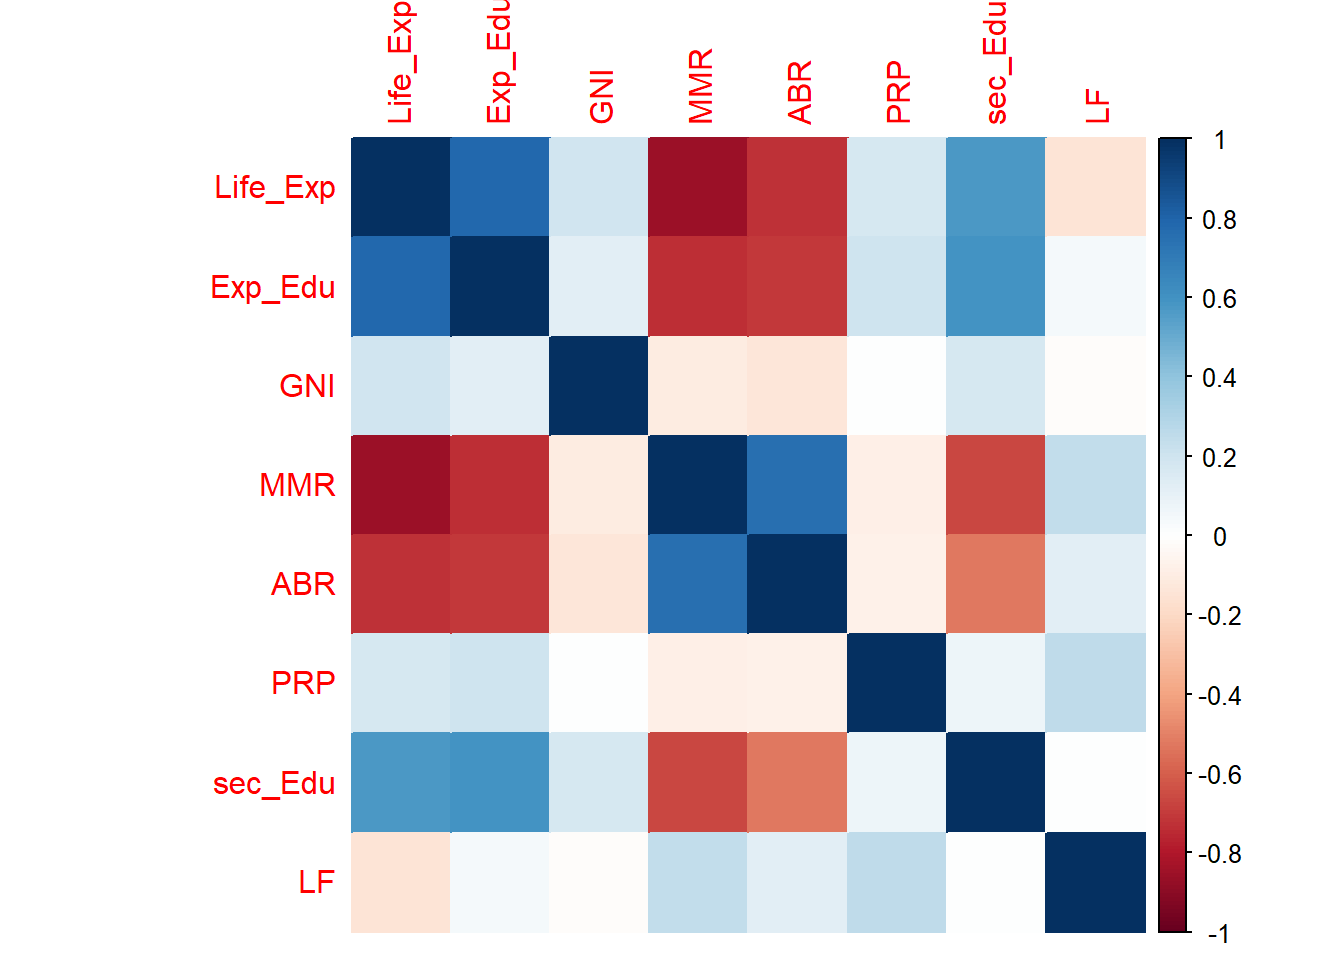 Life_Exp
Exp_Edu
GNI
MMR
ABR
PRP
sec_Edu
LF
Life_Exp
Exp_Edu
GNI
MMR
ABR
PRP
sec_Edu
LF
1
0.8
0.6
0.4
0.2
0
-0.2
-0.4
-0.6
-0.8
-1